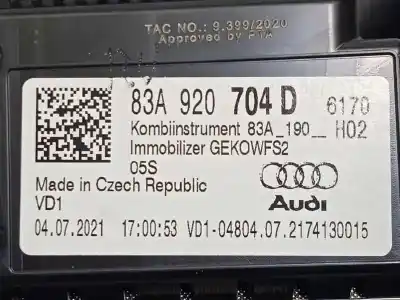 TAC NO.: 9.399/2020
Approved by PTA
83A 920 704 D 6170
Kombiinstrument 83A_190__ H02
Immobilizer GEKOWFS2
05S
Made in Czech Republic
VD1
Audi
04.07.2021 17:00:53 VD1-04804.07.2174130015